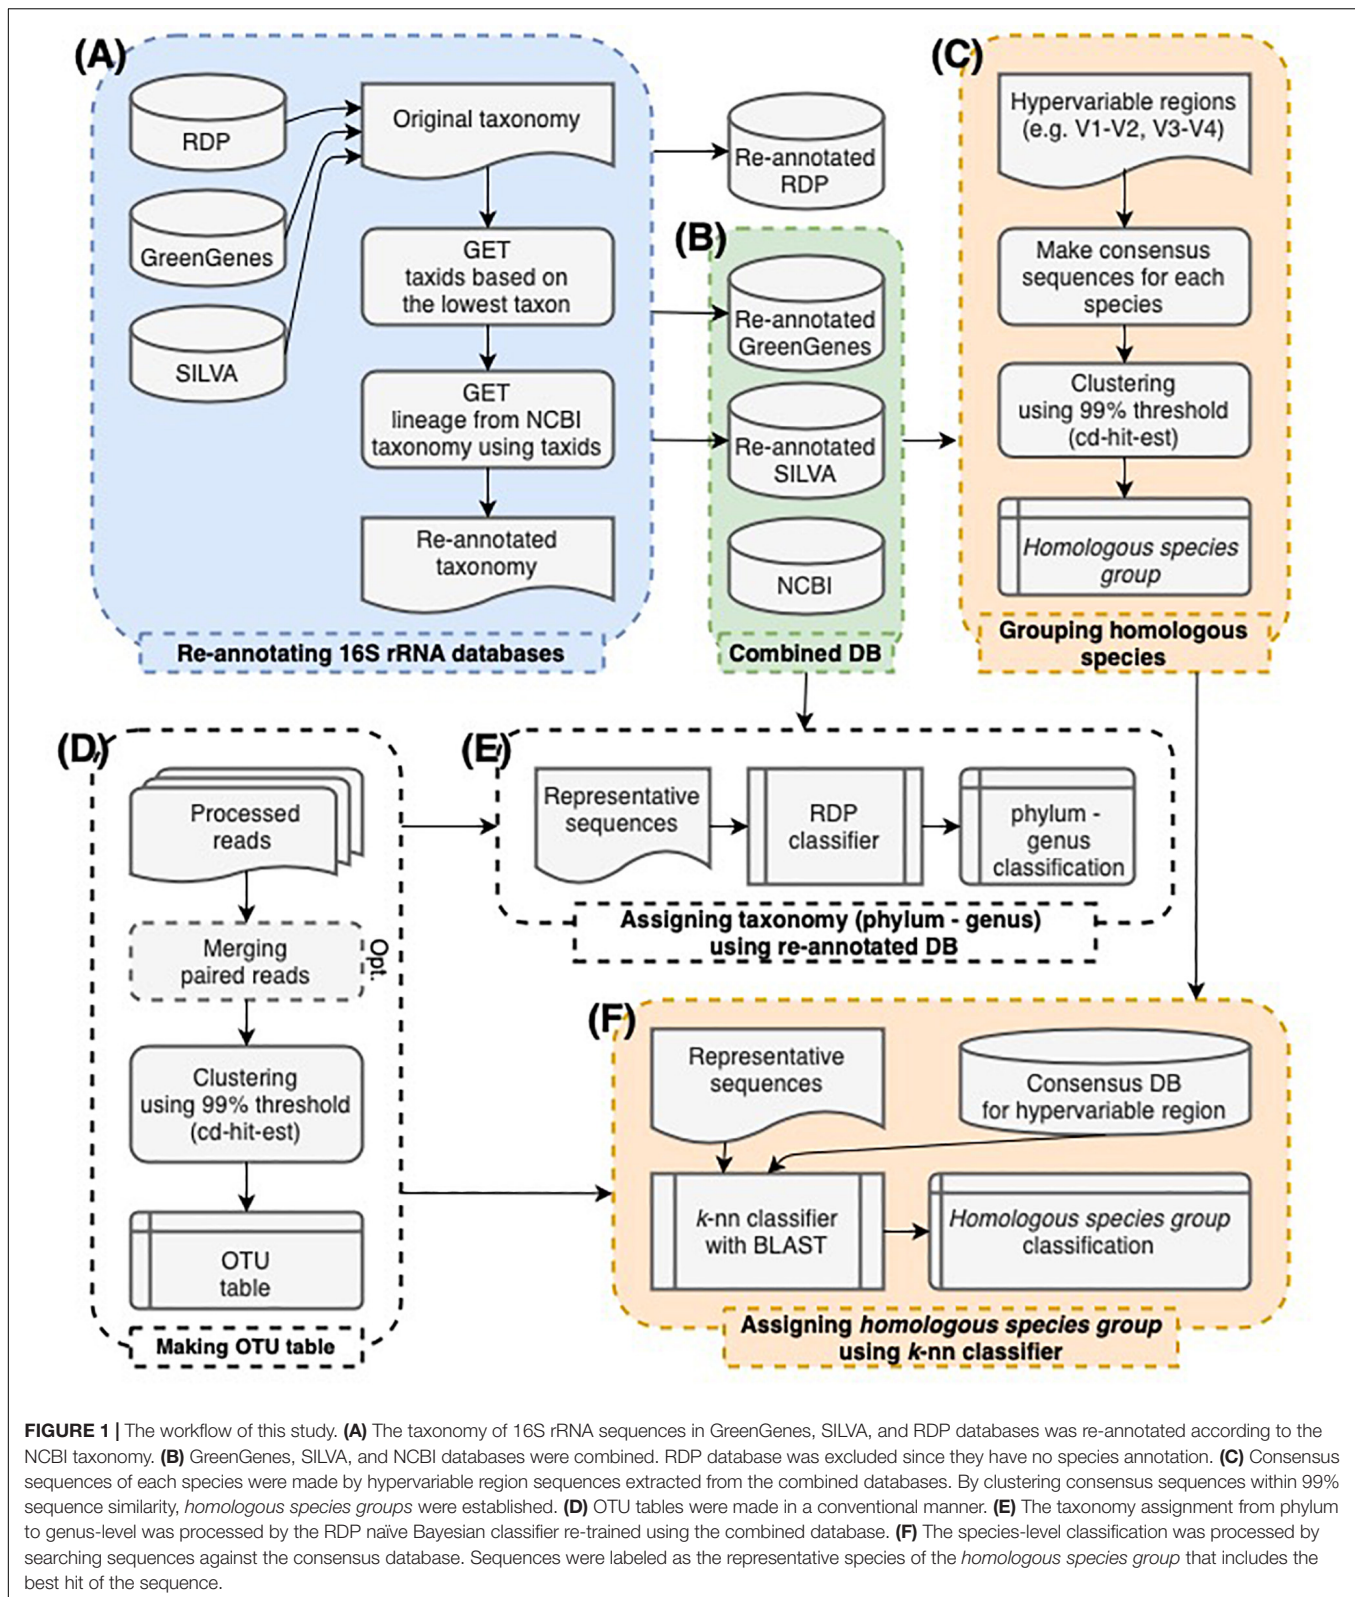 (A)
RDP
GreenGenes
SILVA
Original taxonomy
GET
taxids based on
the lowest taxon
GET
lineage from NCBI
taxonomy using taxids
Re-annotated
taxonomy
Re-annotating 16S rRNA databases
Re-annotated
RDP
(B)
Re-annotated
GreenGenes
Re-annotated
SILVA
NCBI
Combined DB
(C)
Hypervariable regions
(e.g. V1-V2, V3-V4)
Make consensus
sequences for each
species
Clustering
using 99% threshold
(cd-hit-est)
Homologous species
group
Grouping homologous
species
(D)
Processed
reads
Merging
paired reads
Opt.
Clustering
using 99% threshold
(cd-hit-est)
OTU
table
Making OTU table
(E)
Representative
sequences
RDP
classifier
phylum -
genus
classification
Assigning taxonomy (phylum - genus)
using re-annotated DB
(F)
Representative
sequences
Consensus DB
for hypervariable region
k-nn classifier
with BLAST
Homologous species group
classification
Assigning homologous species group
using k-nn classifier
FIGURE 1 | The workflow of this study. (A) The taxonomy of 16S rRNA sequences in GreenGenes, SILVA, and RDP databases was re-annotated according to the
NCBI taxonomy. (B) GreenGenes, SILVA, and NCBI databases were combined. RDP database was excluded since they have no species annotation. (C) Consensus
sequences of each species were made by hypervariable region sequences extracted from the combined databases. By clustering consensus sequences within 99%
sequence similarity, homologous species groups were established. (D) OTU tables were made in a conventional manner. (E) The taxonomy assignment from phylum
to genus-level was processed by the RDP naïve Bayesian classifier re-trained using the combined database. (F) The species-level classification was processed by
searching sequences against the consensus database. Sequences were labeled as the representative species of the homologous species group that includes the
best hit of the sequence.